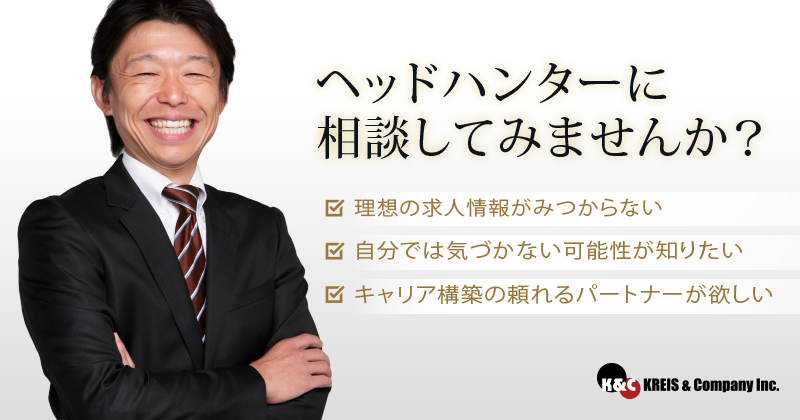 ヘッドハンターに
相談してみませんか？
理想の求人情報がみつからない
自分では気づかない可能性が知りたい
キャリア構築の頼れるパートナーが欲しい
K&C KREIS & Company Inc.